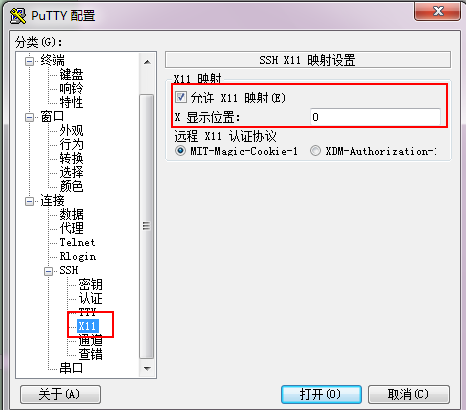 PuTTY 配置
分类(G):
终端
键盘
响铃
特性
窗口
外观
行为
转换
选择
颜色
连接
数据
代理
Telnet
Rlogin
SSH
密钥
认证
TTY
X11
通道
查错
串口
SSH X11 映射设置
X11 映射
允许 X11 映射(E)
X 显示位置: 0
远程 X11 认证协议
MIT-Magic-Cookie-1 XDM-Authorization-
关于(A) 打开(O) 取消(C)